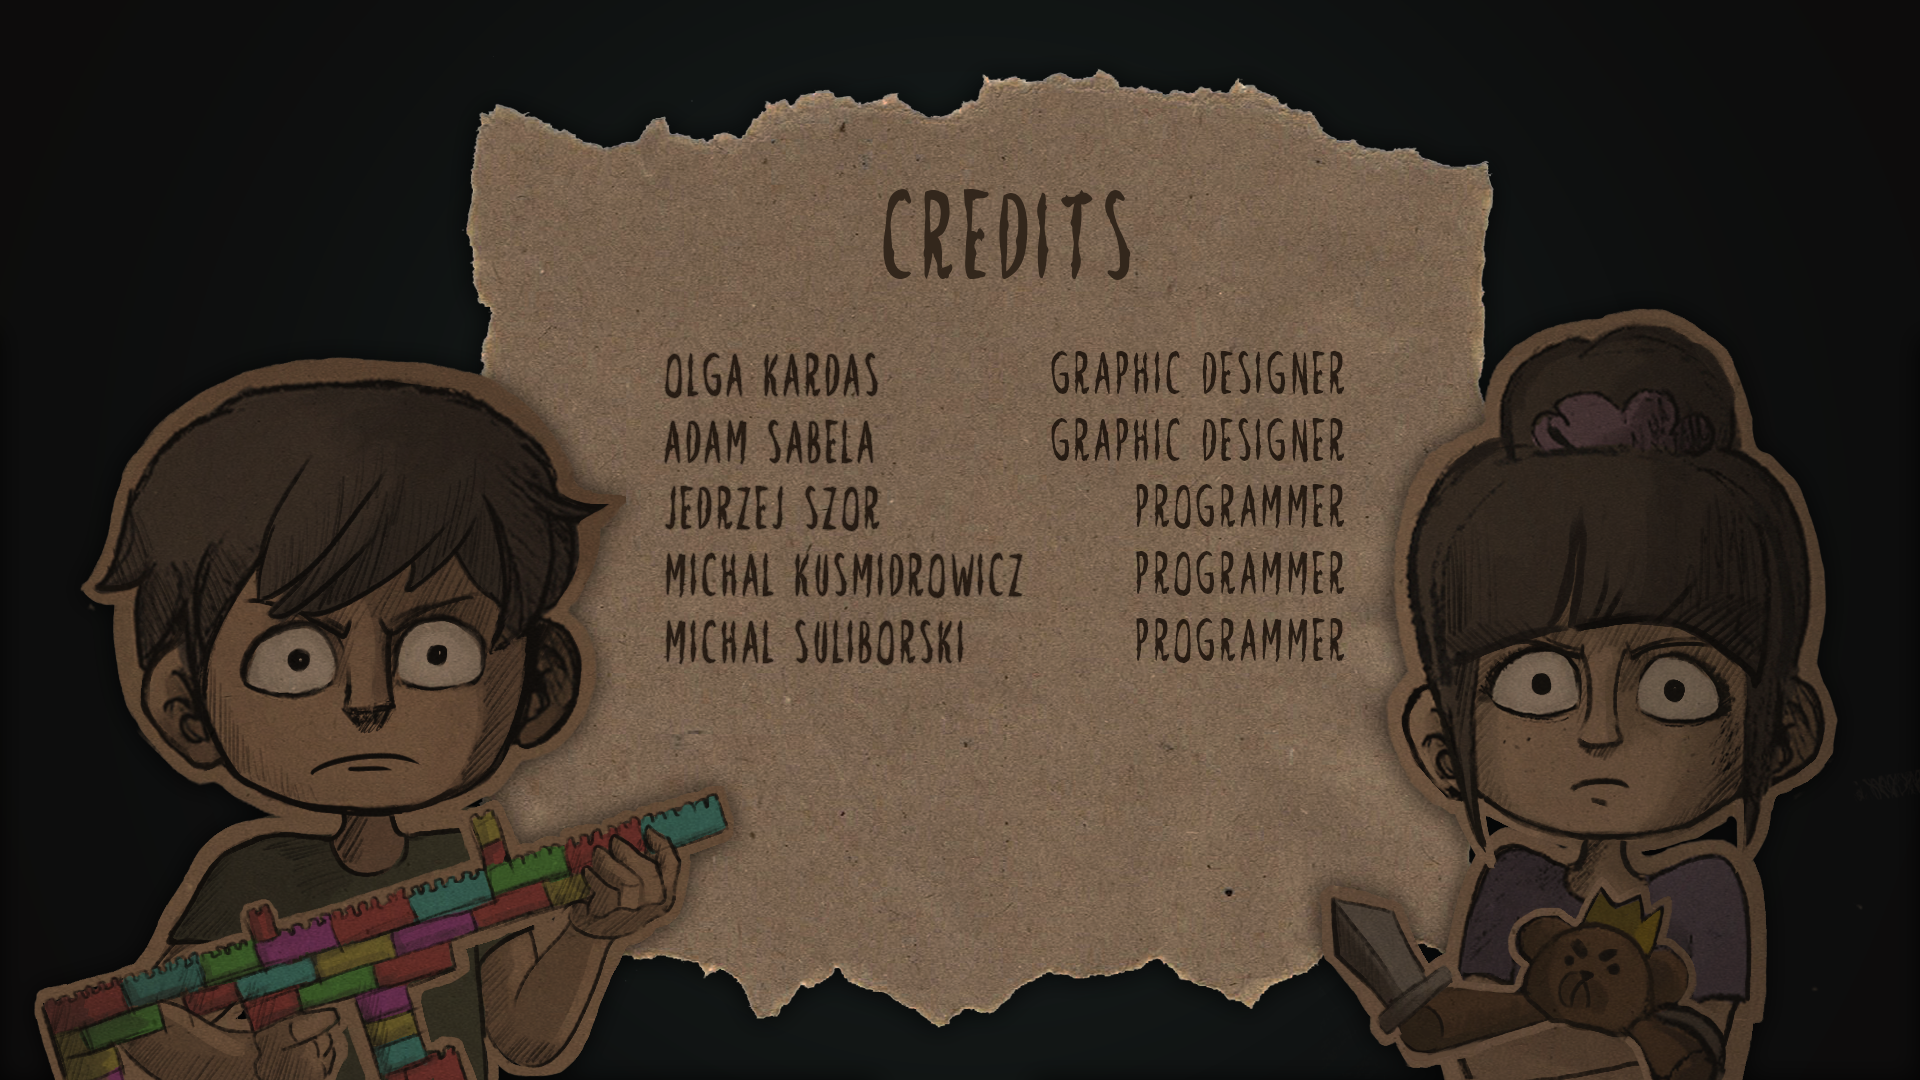 CREDITS
OLGA KARDAS GRAPHIC DESIGNER
ADAM SABELA GRAPHIC DESIGNER
JEDRZEJ SZOR PROGRAMMER
MICHAL KUSMIDROWICZ PROGRAMMER
MICHAL SULIBORSKI PROGRAMMER